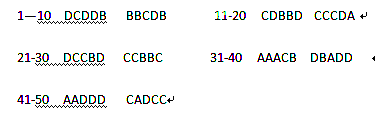 1—10 DCDDB BBCDB 11-20 CDBBD CCCDA
21-30 DCCBD CCBBC 31-40 AAACB DBADD
41-50 AADDD CADCC